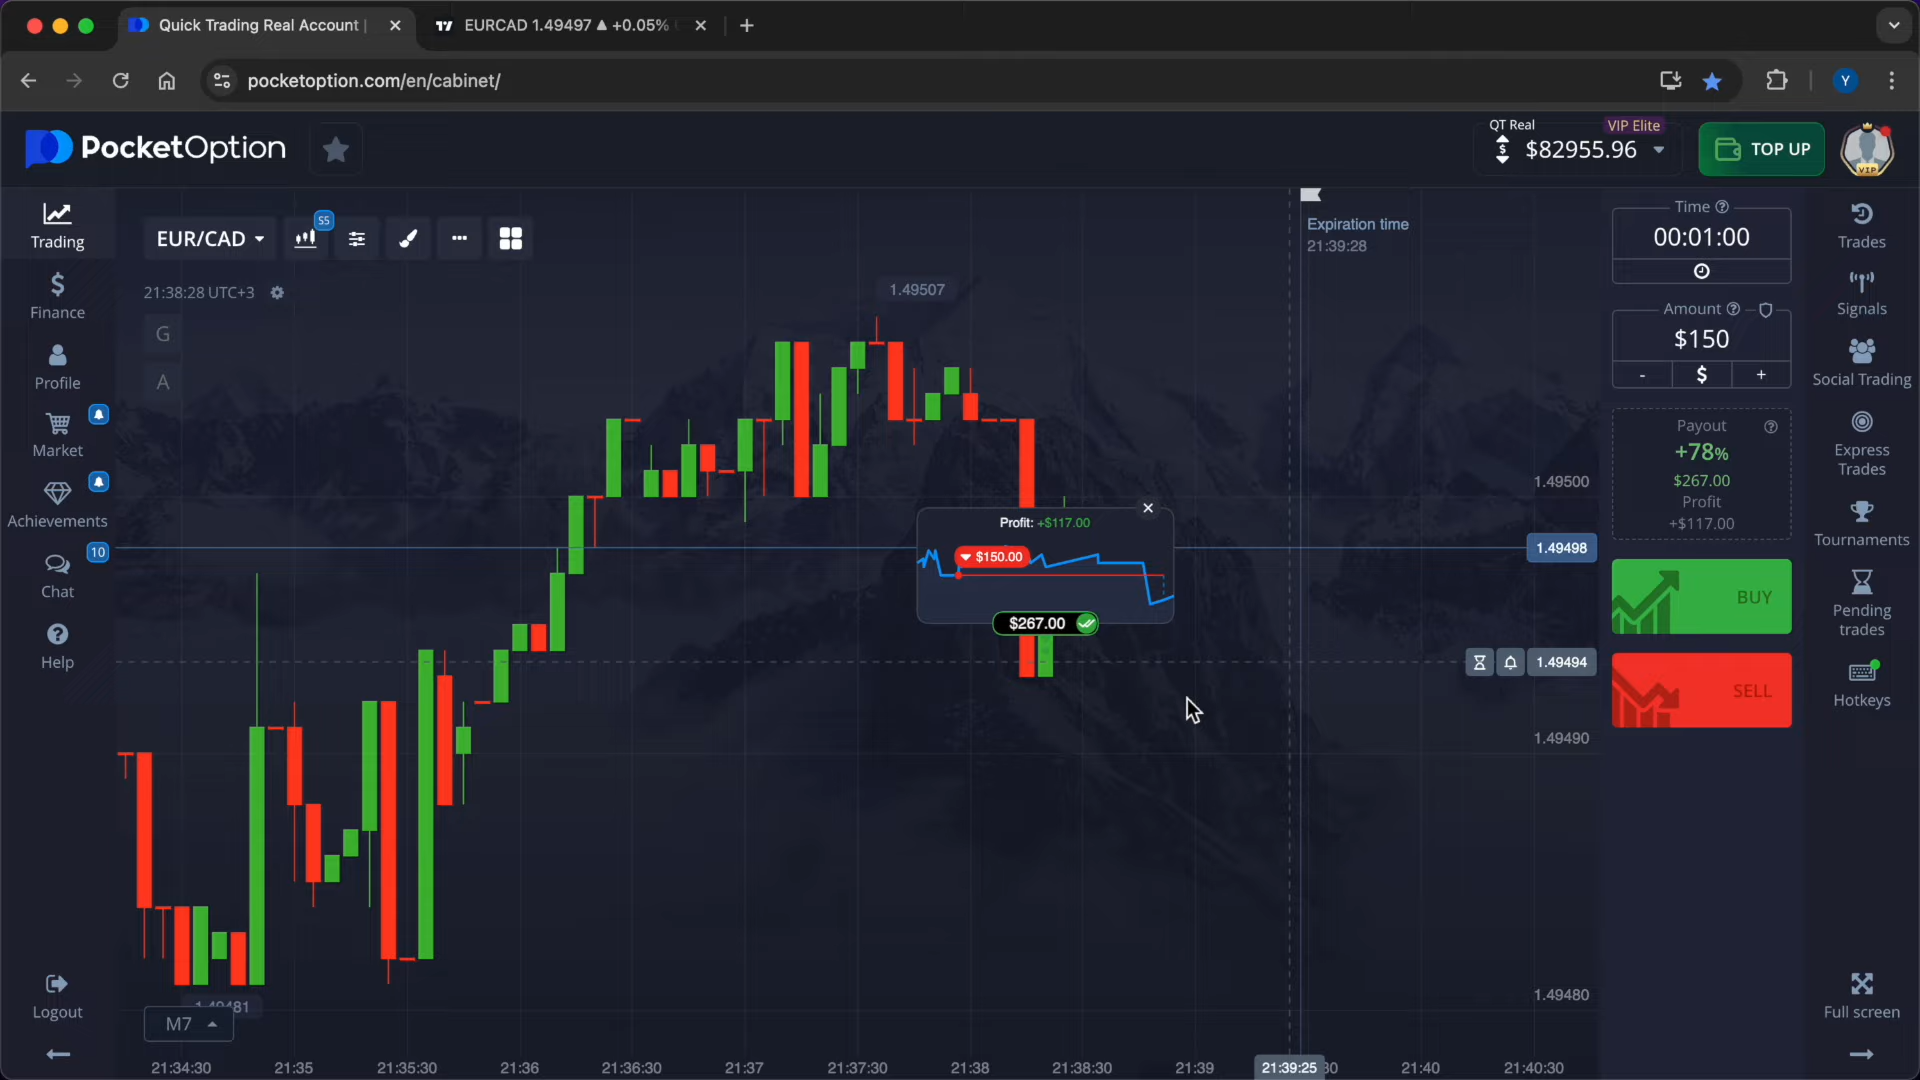 Quick Trading Real Account |
EURCAD 1.49497 ▲ +0.05%
pocketoption.com/en/cabinet/
Y
PocketOption
QT Real
VIP Elite
$82955.96
TOP UP
VIP
Trading
Finance
Profile
Market
Achievements
10
Chat
Help
Logout
EUR/CAD
S5
21:38:28 UTC+3
G
A
1.49507
Expiration time
21:39:28
Profit: +$117.00
$150.00
$267.00
1.49500
1.49498
1.49494
1.49490
1.49480
1.49481
M7
21:34:30
21:35
21:35:30
21:36
21:36:30
21:37
21:37:30
21:38
21:38:30
21:39
21:39:25
30
21:40
21:40:30
Time
00:01:00
Amount
$150
- $ +
Payout
+78%
$267.00
Profit
+$117.00
BUY
SELL
Trades
Signals
Social Trading
Express
Trades
Tournaments
Pending
trades
Hotkeys
Full screen